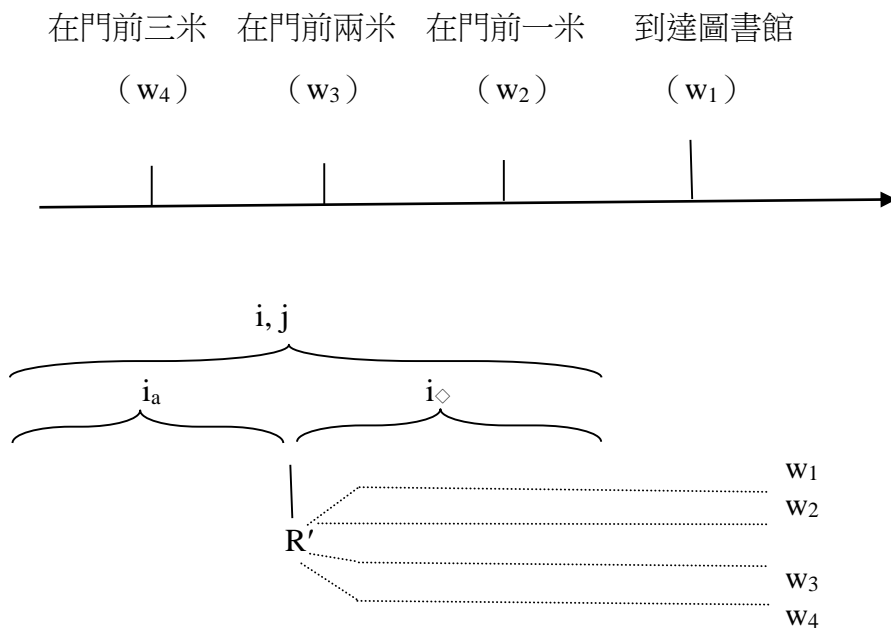 在門前三米 在門前兩米 在門前一米 到達圖書館
（w₄） （w₃） （w₂） （w₁）
i, j
iₐ i◇
w₁
w₂
R′
w₃
w₄